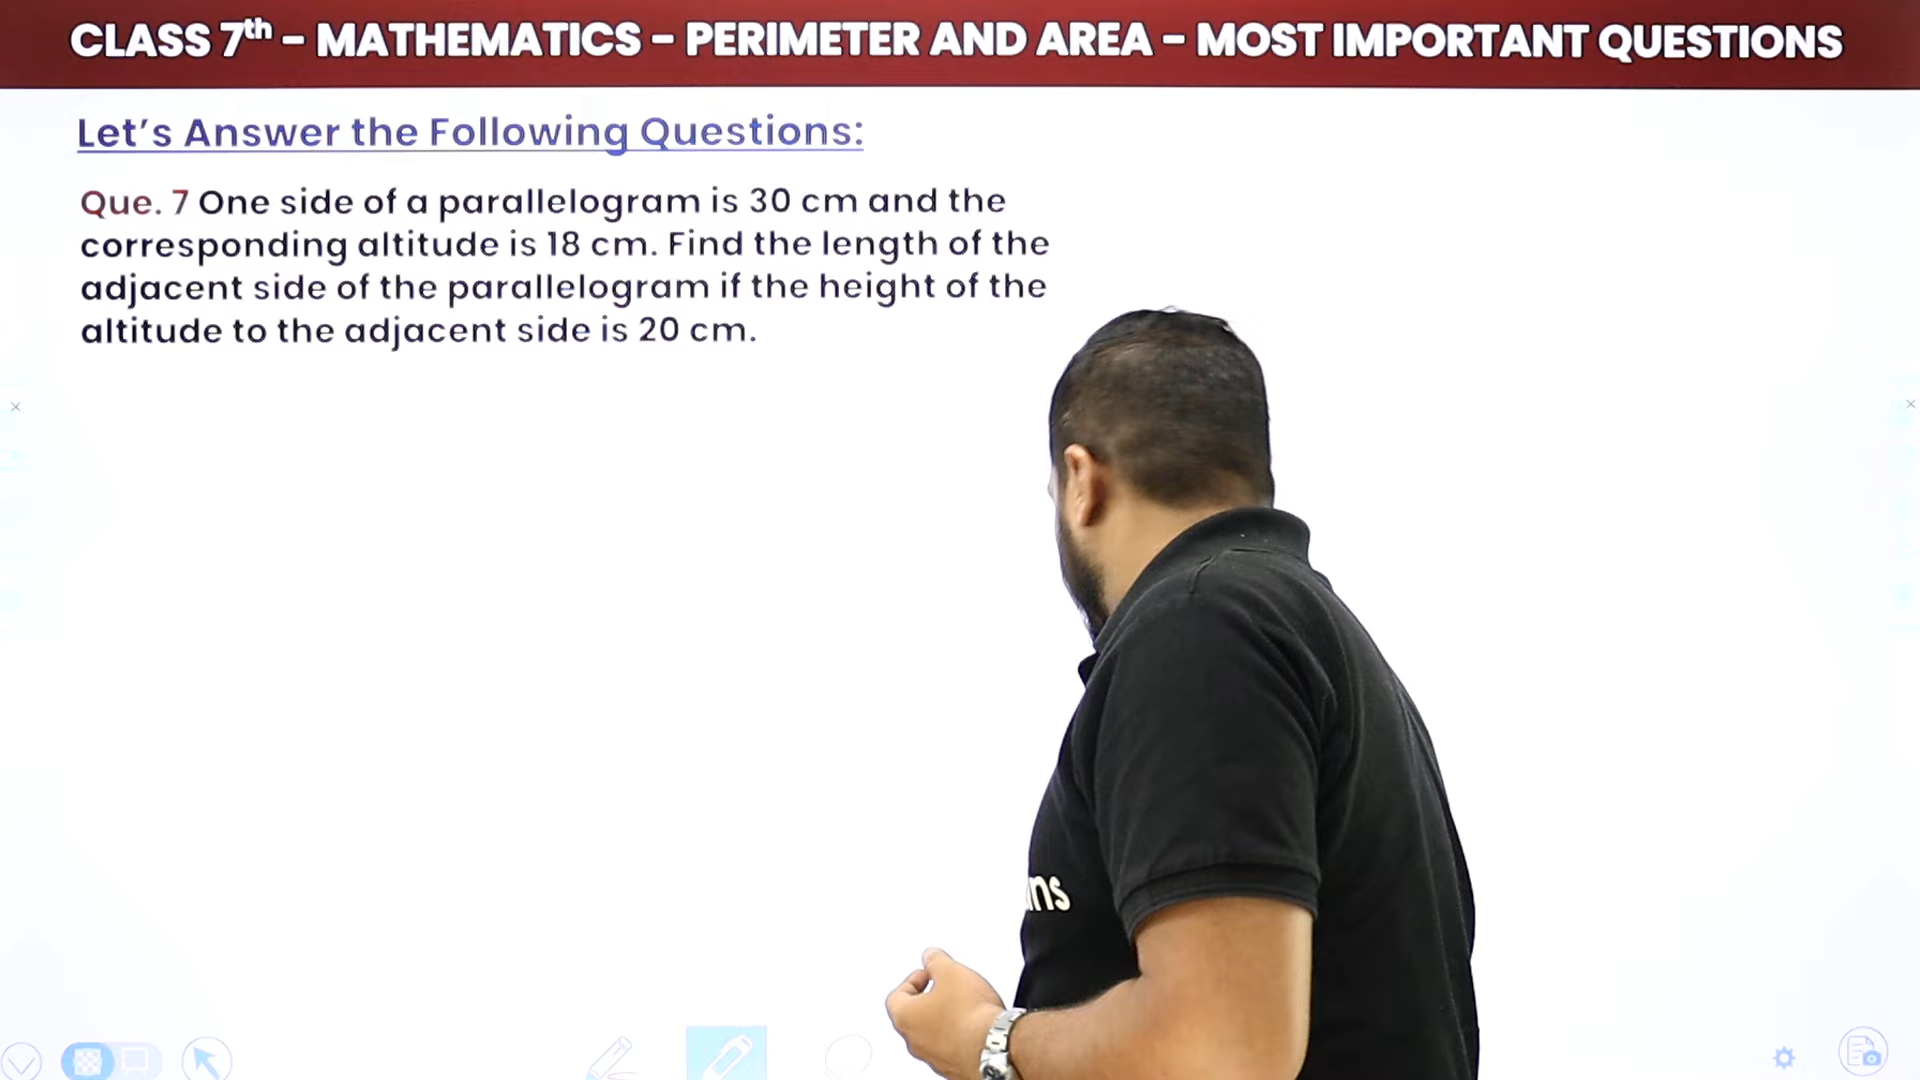 CLASS 7th – MATHEMATICS – PERIMETER AND AREA – MOST IMPORTANT QUESTIONS
Let's Answer the Following Questions:
Que. 7 One side of a parallelogram is 30 cm and the
corresponding altitude is 18 cm. Find the length of the
adjacent side of the parallelogram if the height of the
altitude to the adjacent side is 20 cm.